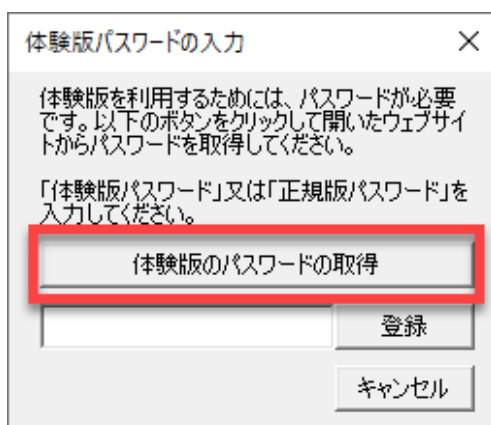 体験版パスワードの入力
体験版を利用するためには、パスワードが必要
です。以下のボタンをクリックして開いたウェブサイ
トからパスワードを取得してください。
「体験版パスワード」又は「正規版パスワード」を
入力してください。
体験版のパスワードの取得
登録
キャンセル